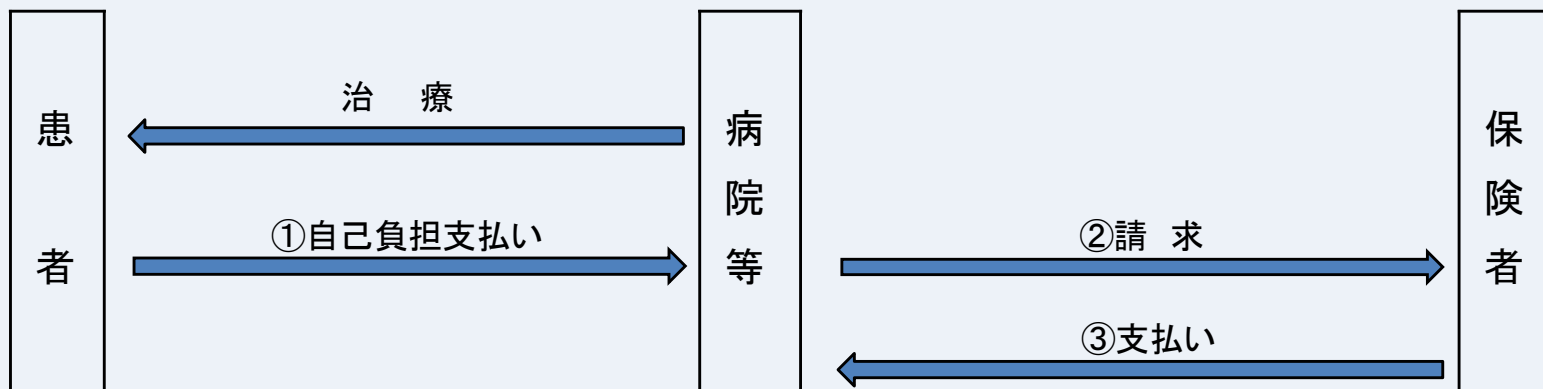 患者
治 療
①自己負担支払い
病院等
②請 求
③支払い
保険者